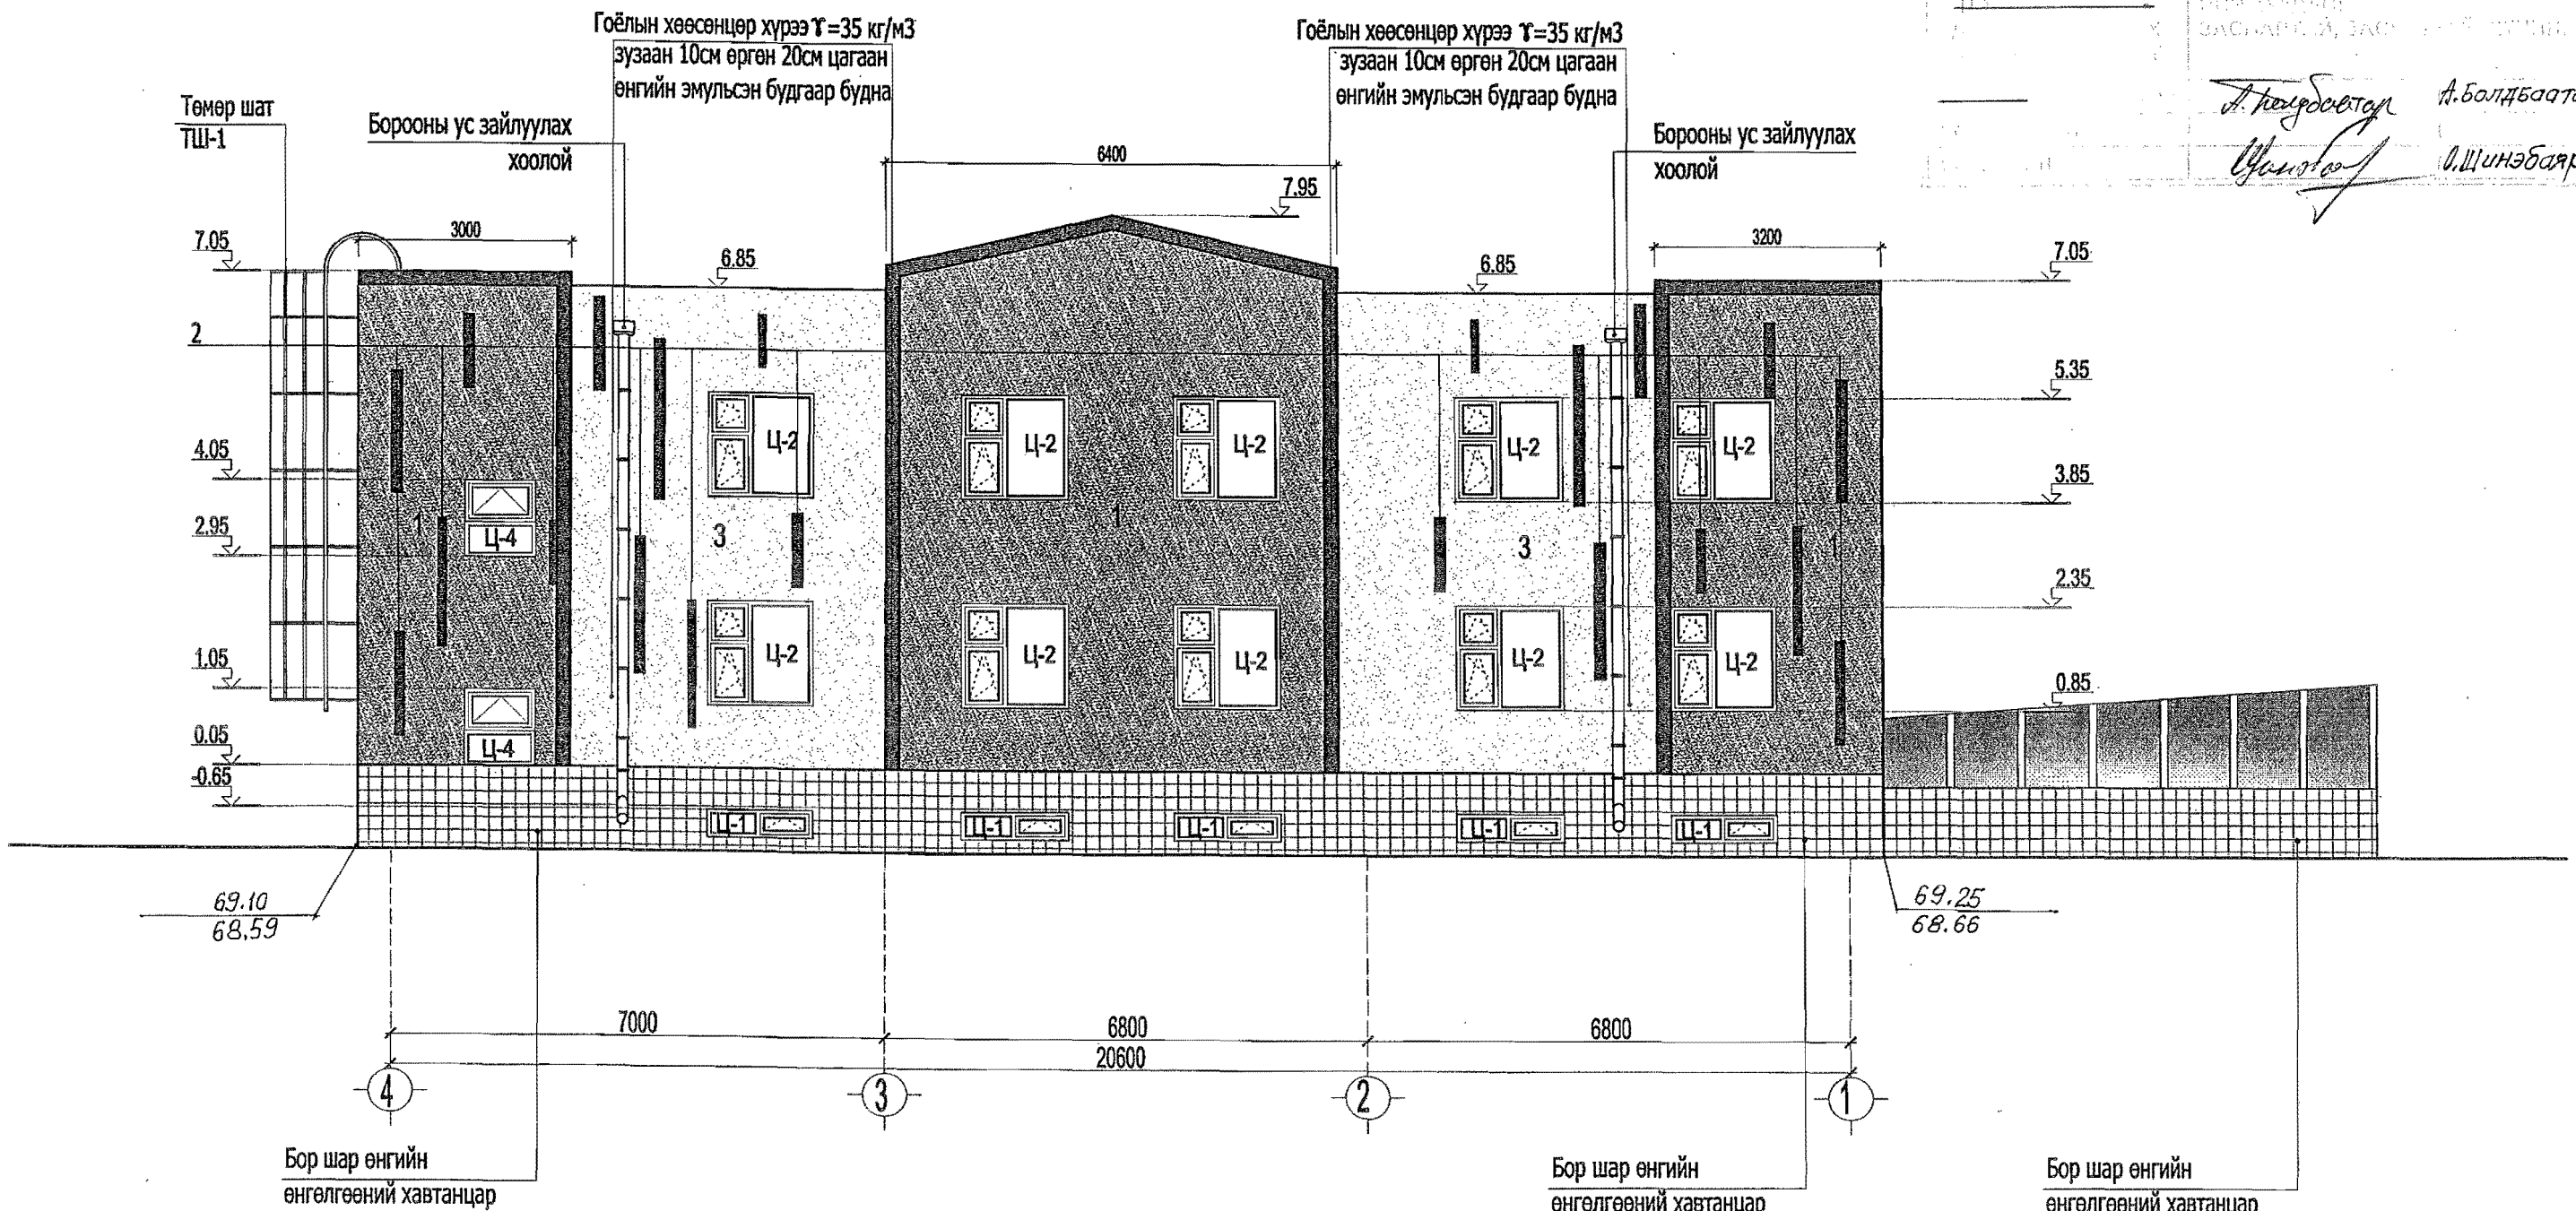 Гоёлын хөөсөнцөр хүрээ ϒ=35 кг/м3
зузаан 10см өргөн 20см цагаан
өнгийн эмульсэн будгаар будна
Гоёлын хөөсөнцөр хүрээ ϒ=35 кг/м3
зузаан 10см өргөн 20см цагаан
өнгийн эмульсэн будгаар будна
А.Болдбаат
О.Шинэбаяр
Төмөр шат
ТШ-1
Борооны ус зайлуулах
хоолой
Борооны ус зайлуулах
хоолой
6400
7.95
3000
3200
7.05
6.85
6.85
7.05
2
5.35
4.05
3.85
2.95
2.35
1.05
0.85
0.05
-0.65
Ц-2
Ц-2
Ц-2
Ц-2
Ц-2
1
Ц-4
3
1
3
1
Ц-2
Ц-2
Ц-2
Ц-2
Ц-2
Ц-4
Ц-1
Ц-1
Ц-1
Ц-1
Ц-1
69.10
68.59
69.25
68.66
7000
6800
6800
20600
4
3
2
1
Бор шар өнгийн
өнгөлгөөний хавтанцар
Бор шар өнгийн
өнгөлгөөний хавтанцар
Бор шар өнгийн
өнгөлгөөний хавтанцар